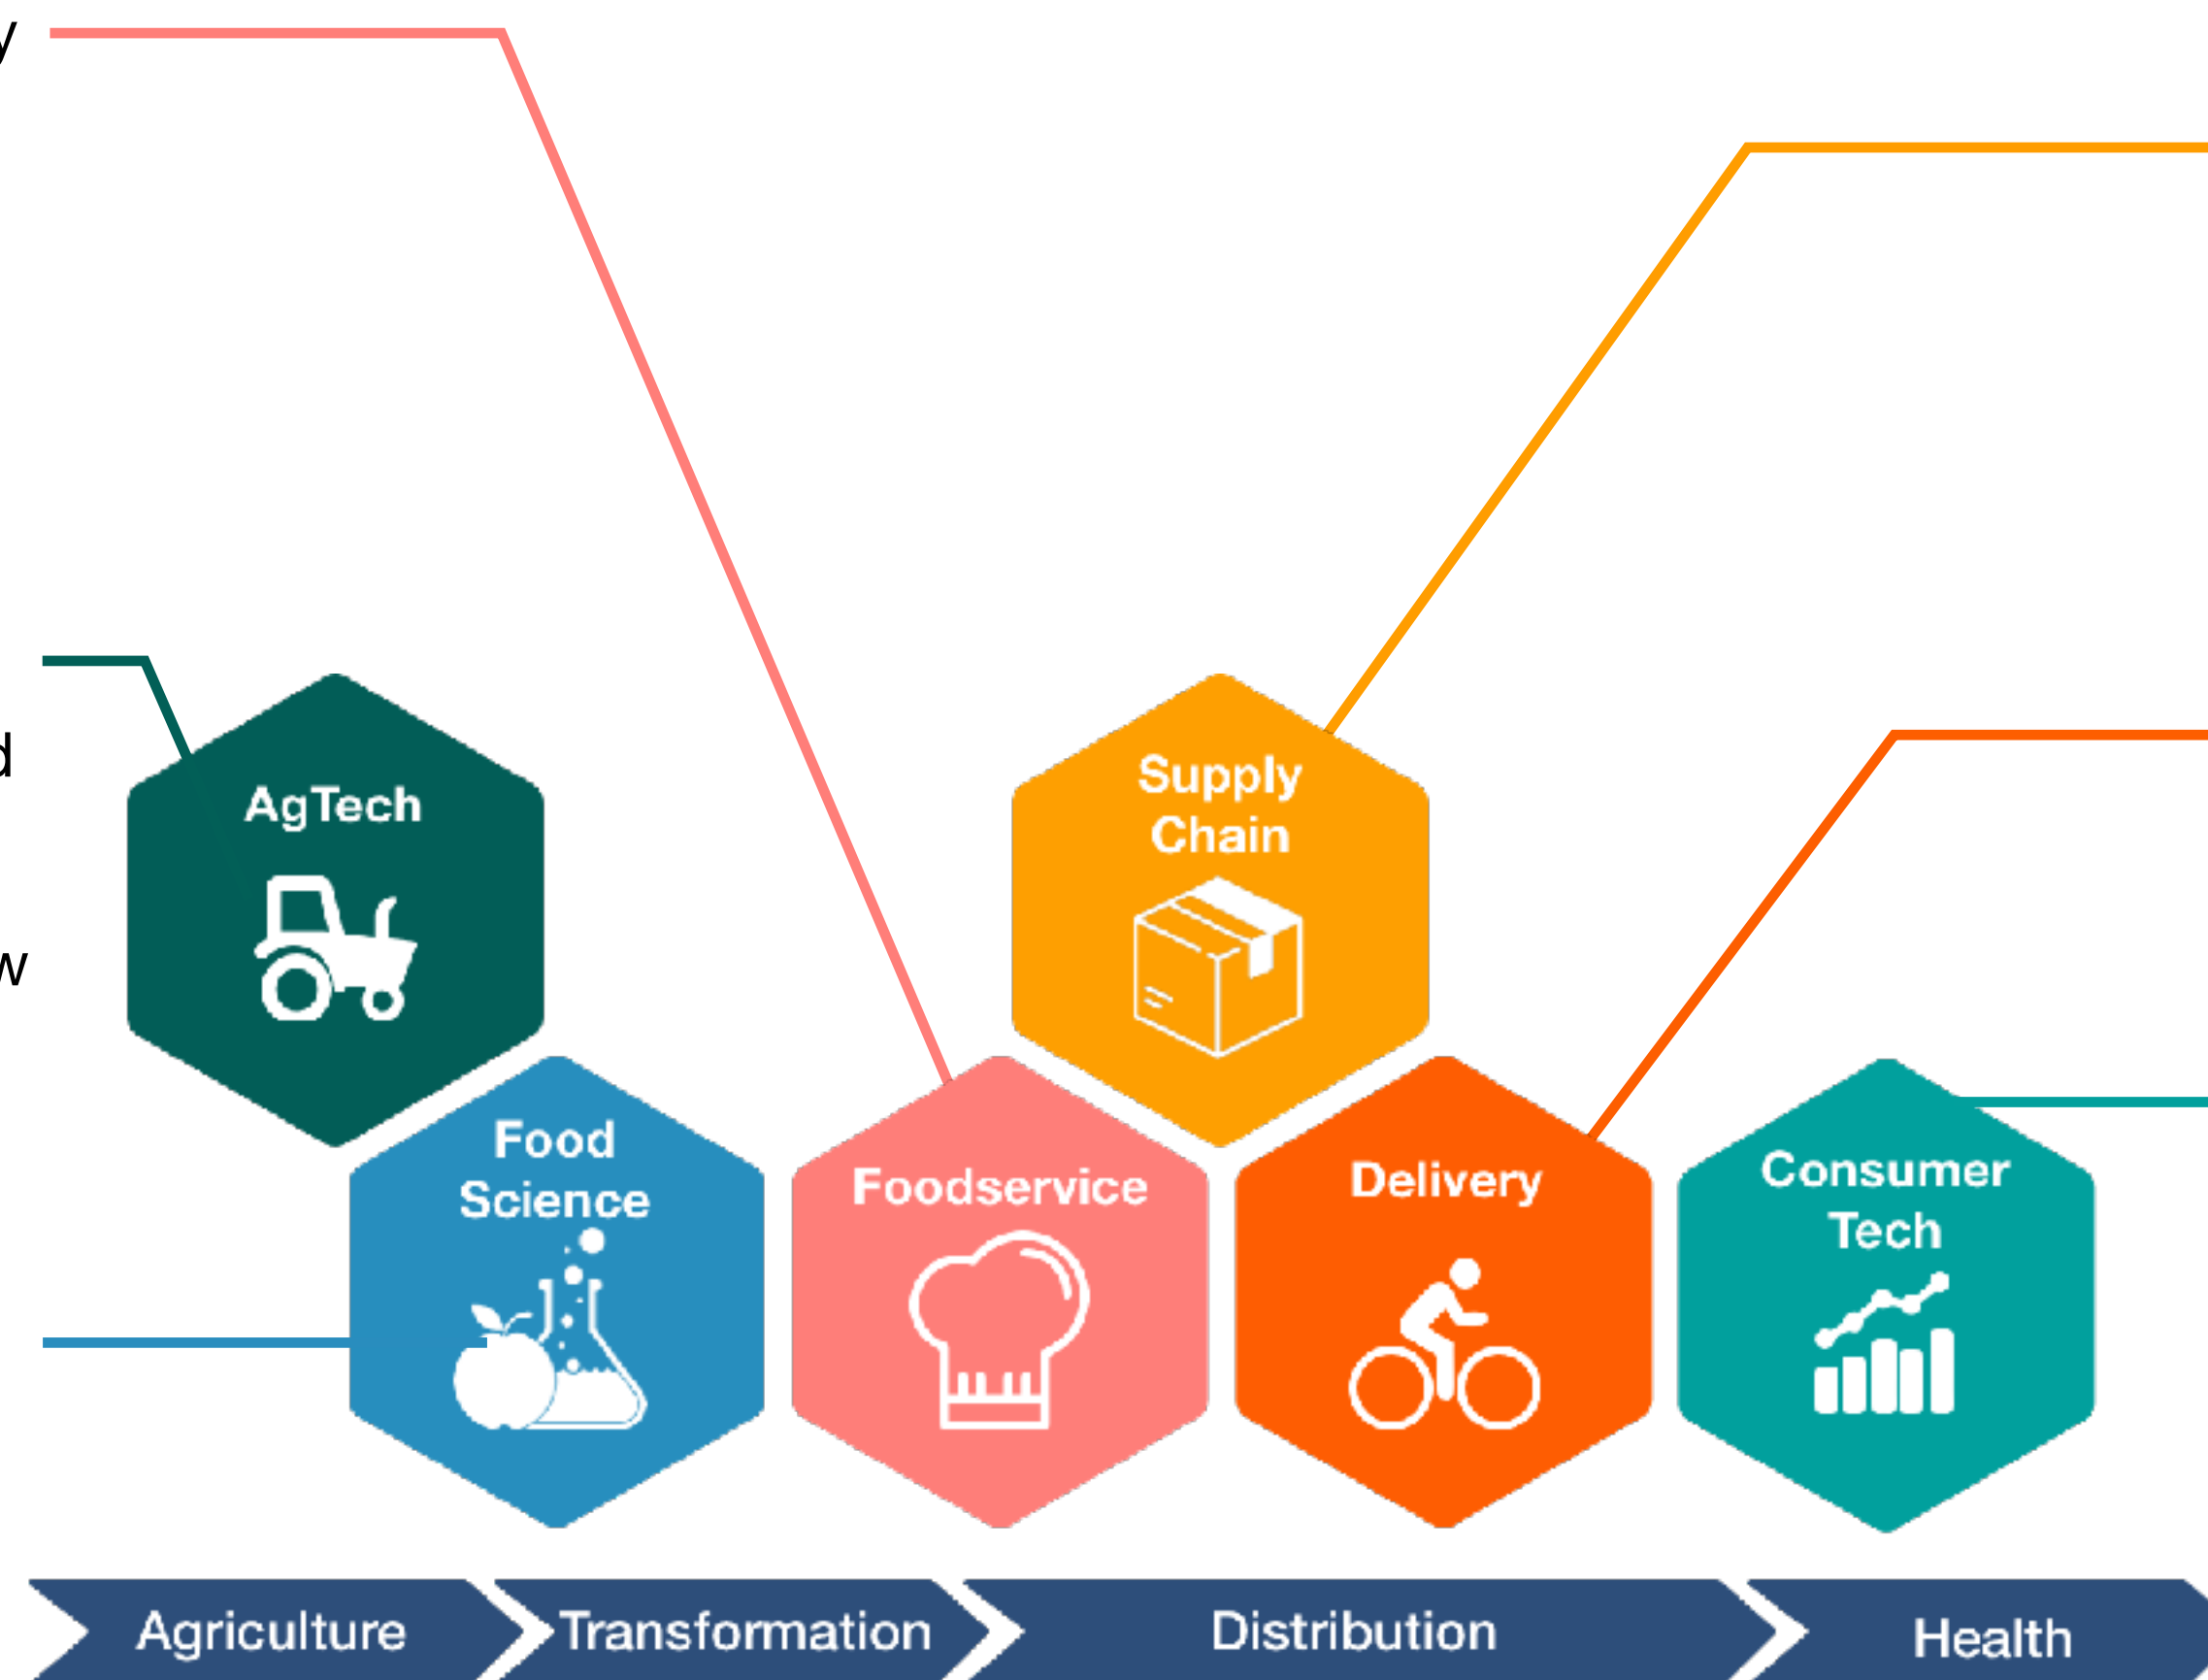 y
d
w
AgTech
Supply
Chain
Food
Science
Foodservice
Delivery
Consumer
Tech
Agriculture
Transformation
Distribution
Health